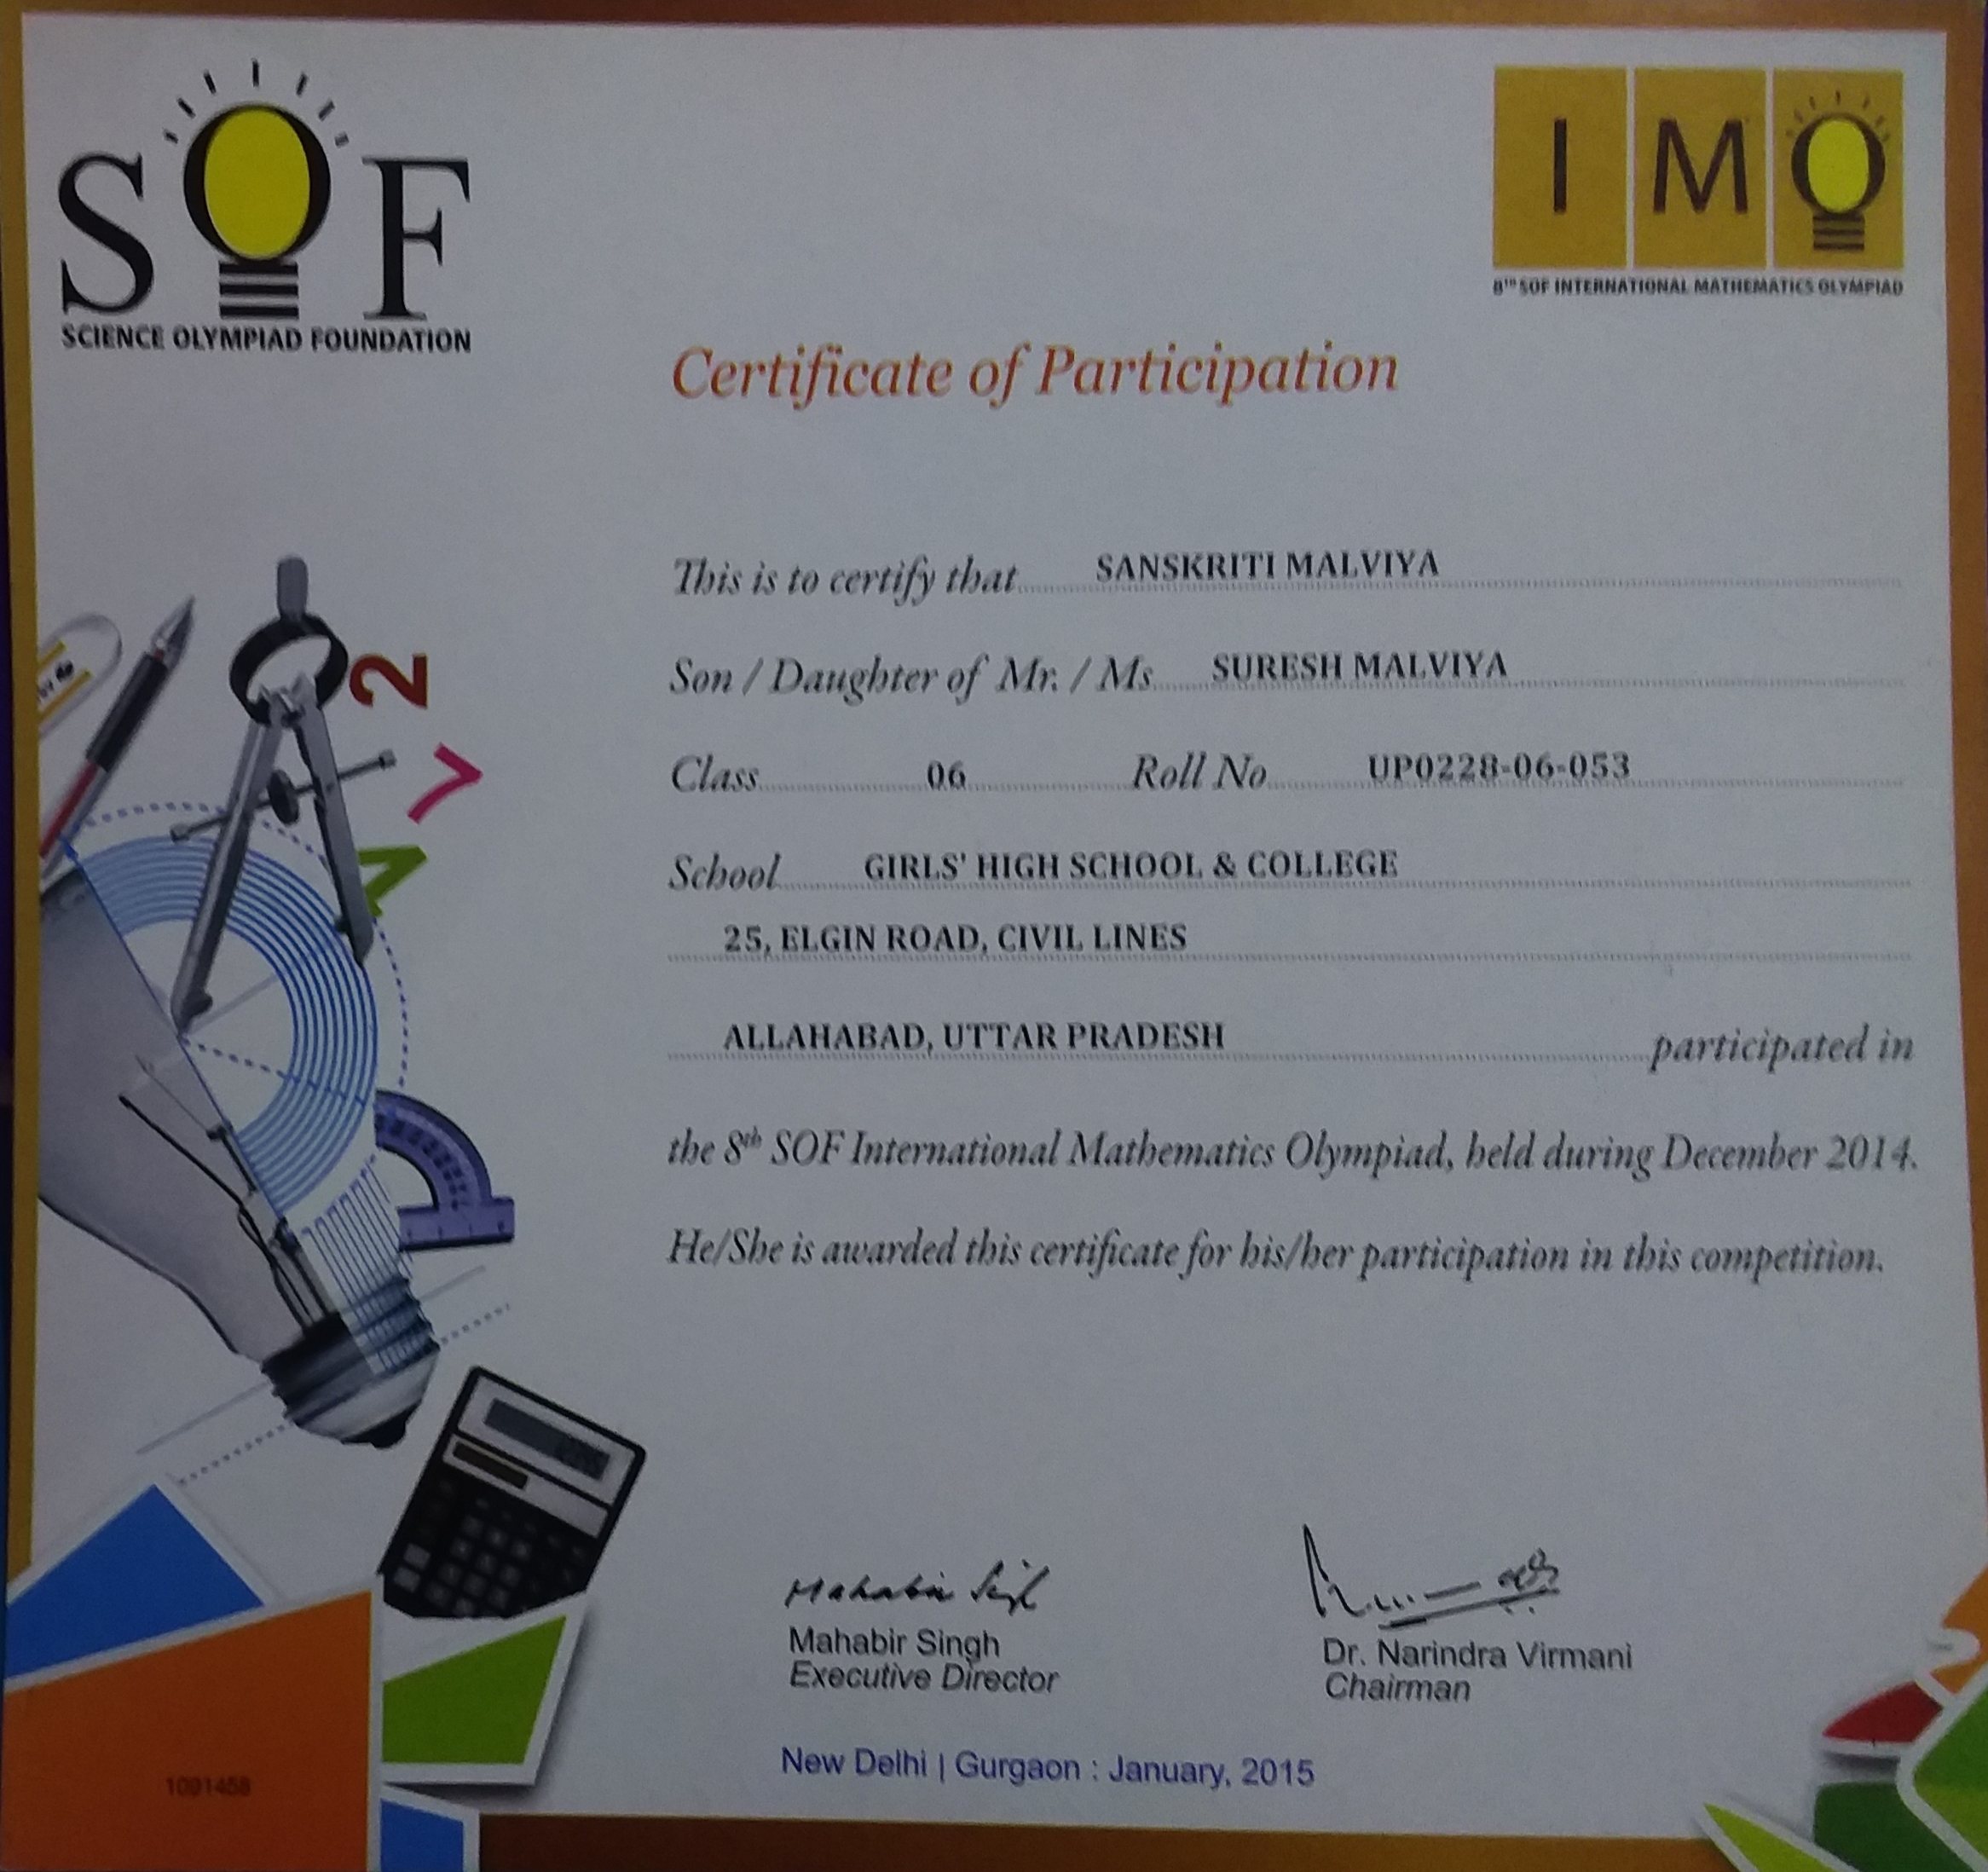 SOF
SCIENCE OLYMPIAD FOUNDATION
IMO
8TH SOF INTERNATIONAL MATHEMATICS OLYMPIAD
Certificate of Participation
This is to certify that SANSKRITI MALVIYA
Son / Daughter of Mr. / Ms SURESH MALVIYA
Class 06 Roll No UP0228-06-053
School GIRLS' HIGH SCHOOL & COLLEGE
25, ELGIN ROAD, CIVIL LINES
ALLAHABAD, UTTAR PRADESH participated in
the 8th SOF International Mathematics Olympiad, held during December 2014.
He/She is awarded this certificate for his/her participation in this competition.
2
7
Mahabir Singh
Mahabir Singh
Executive Director
Dr. Narindra Virmani
Chairman
New Delhi | Gurgaon : January, 2015
1091458